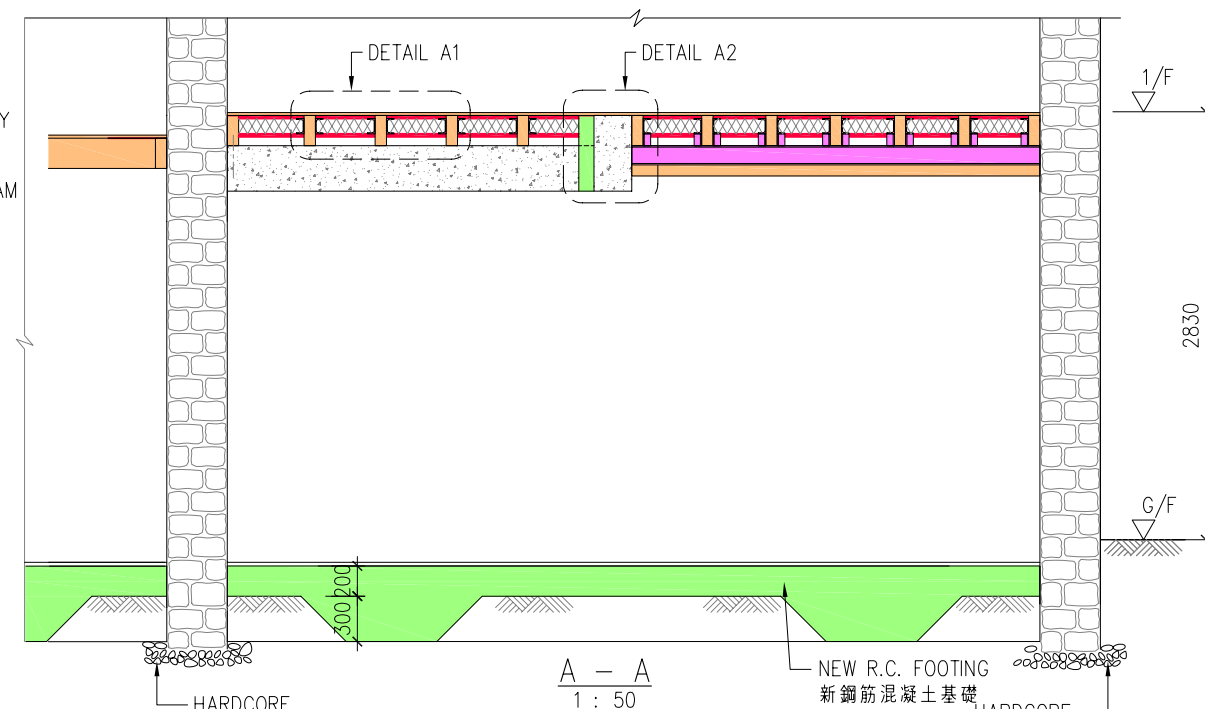 DETAIL A1
DETAIL A2
1/F
Y
AM
2830
G/F
200
300
A - A
1 : 50
NEW R.C. FOOTING
新鋼筋混凝土基礎
HARDCORE
HARDCORE